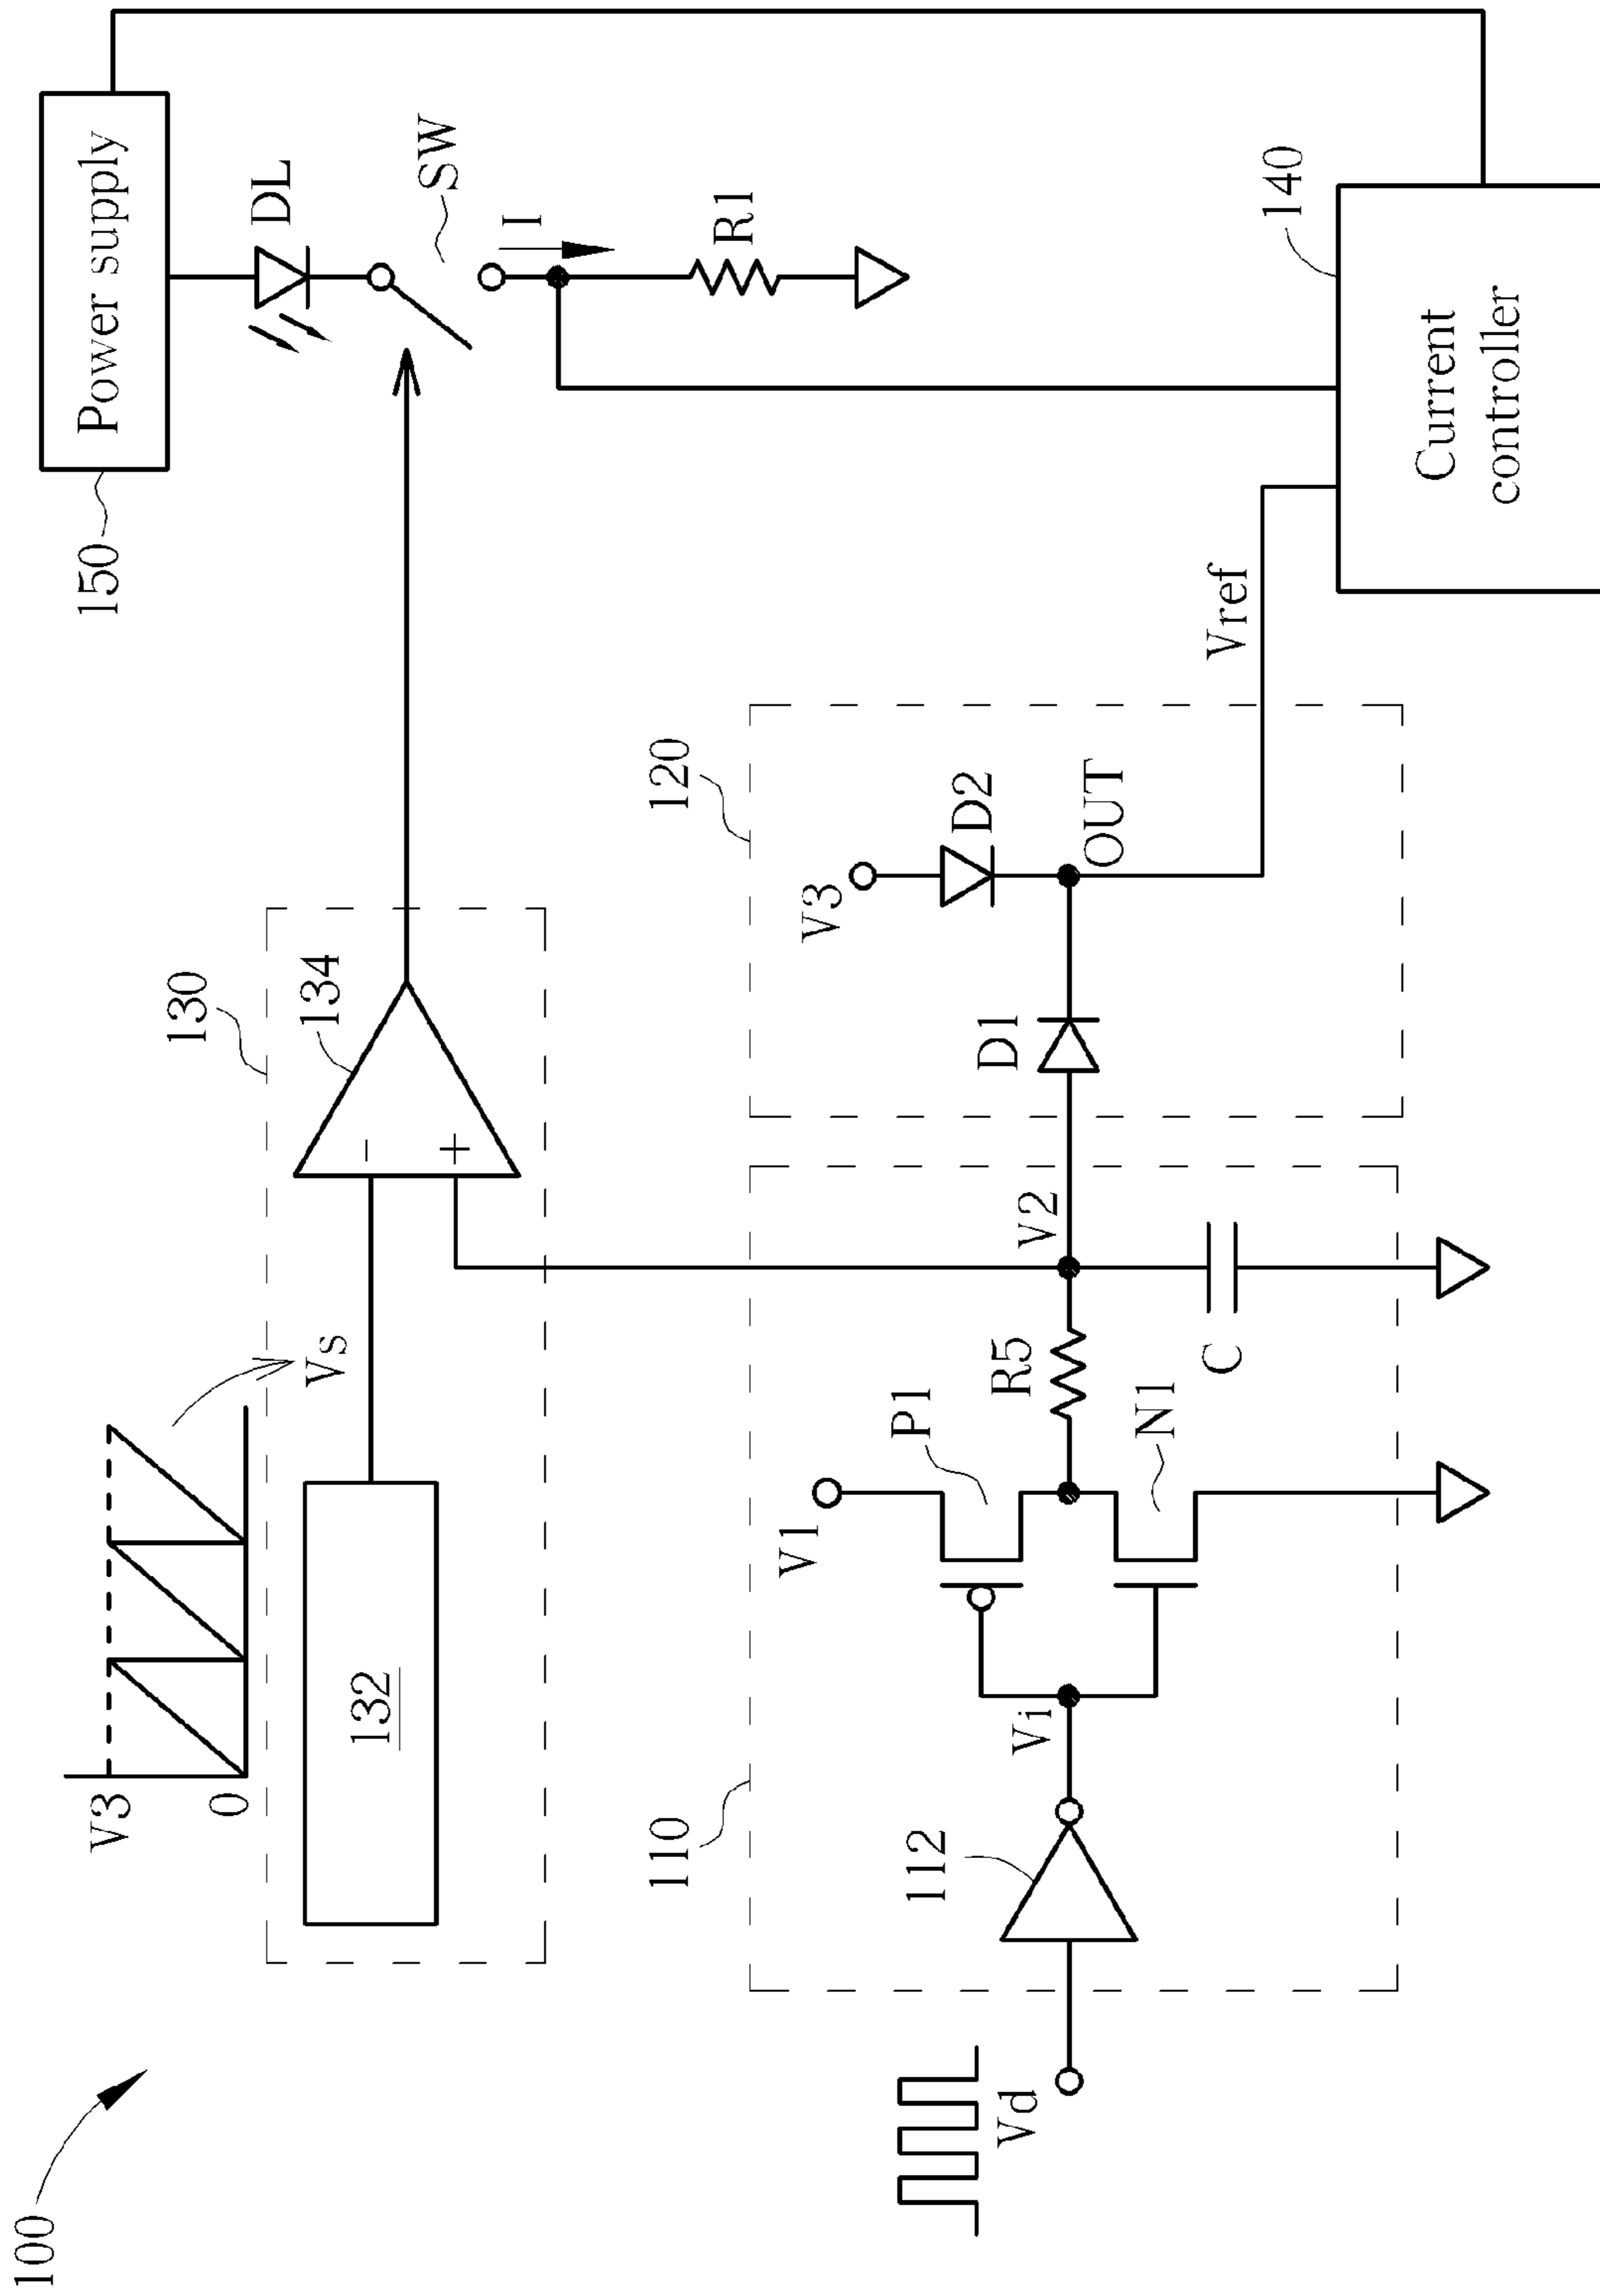 100
V3
0
Vs
132
130
134
-
+
150
Power supply
DL
SW
I
R1
110
112
Vd
Vi
V1
P1
N1
R5
V2
C
120
D1
V3
D2
OUT
Vref
140
Current
controller